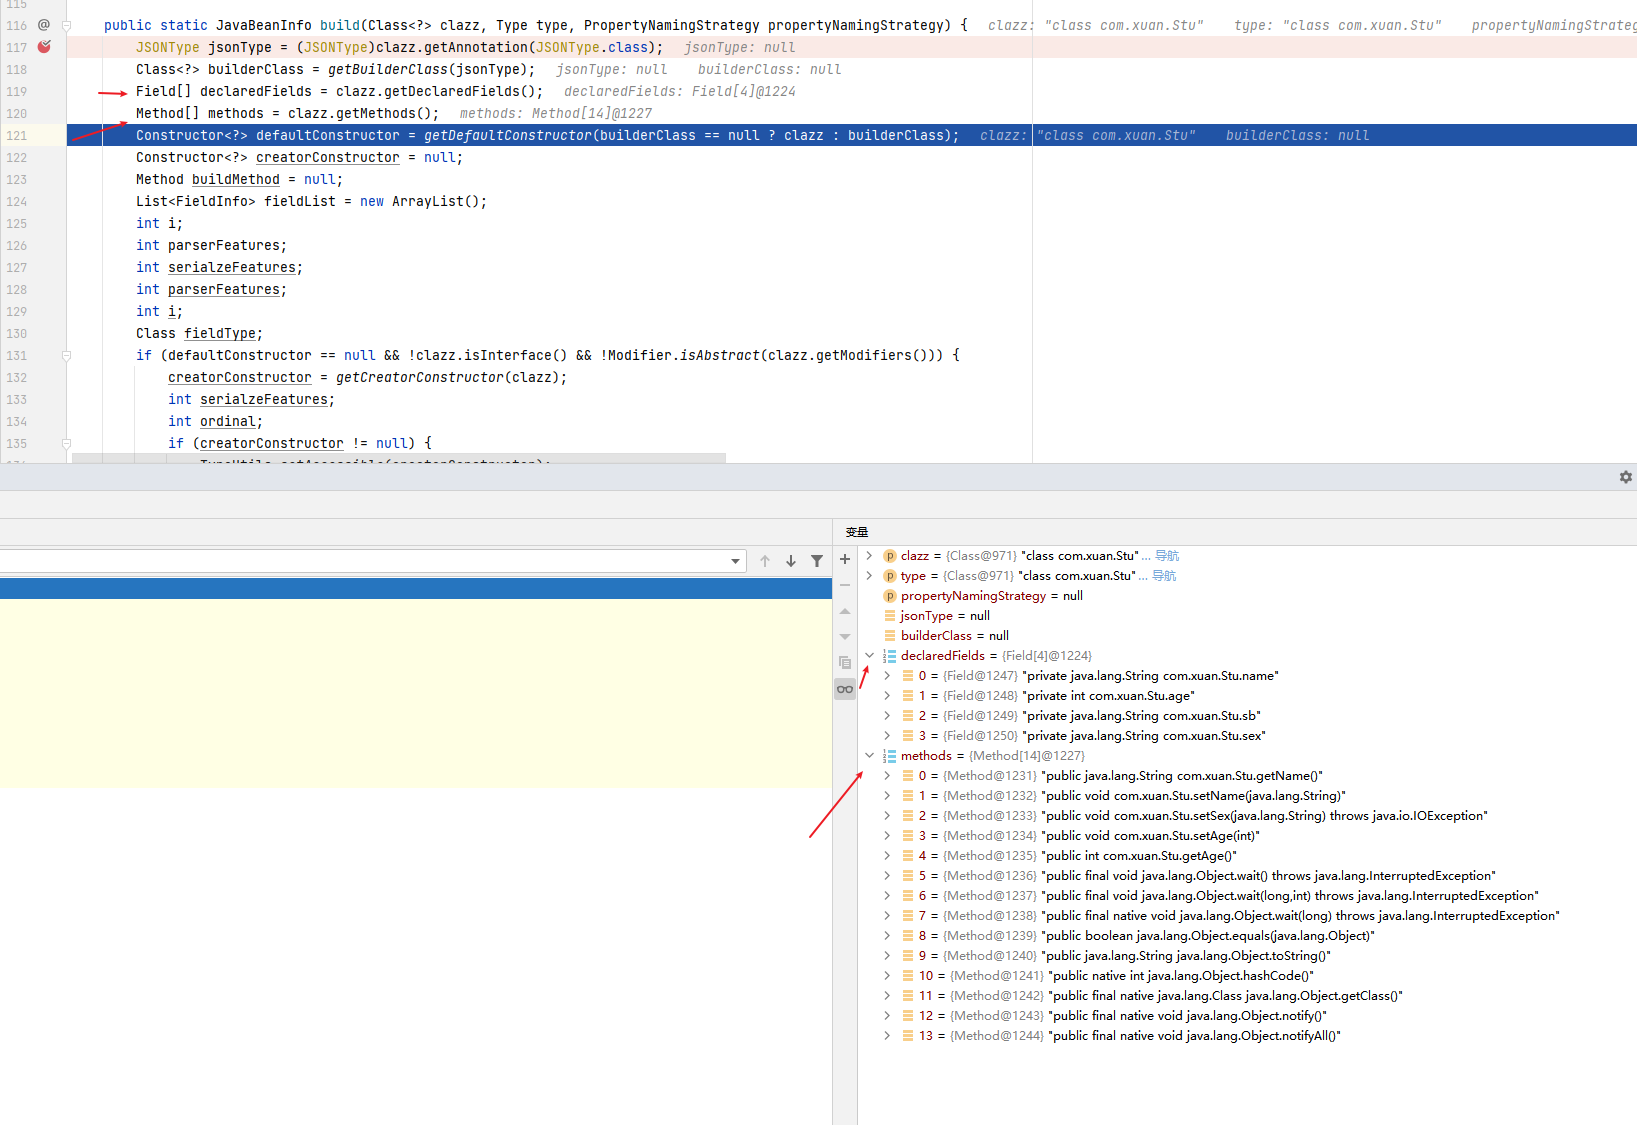 115
116 @ public static JavaBeanInfo build(Class<?> clazz, Type type, PropertyNamingStrategy propertyNamingStrategy) { clazz: "class com.xuan.Stu" type: "class com.xuan.Stu" propertyNamingStrateg
117 JSONType jsonType = (JSONType)clazz.getAnnotation(JSONType.class); jsonType: null
118 Class<?> builderClass = getBuilderClass(jsonType); jsonType: null builderClass: null
119 Field[] declaredFields = clazz.getDeclaredFields(); declaredFields: Field[4]@1224
120 Method[] methods = clazz.getMethods(); methods: Method[14]@1227
121 Constructor<?> defaultConstructor = getDefaultConstructor(builderClass == null ? clazz : builderClass); clazz: "class com.xuan.Stu" builderClass: null
122 Constructor<?> creatorConstructor = null;
123 Method buildMethod = null;
124 List<FieldInfo> fieldList = new ArrayList();
125 int i;
126 int parserFeatures;
127 int serialzeFeatures;
128 int parserFeatures;
129 int i;
130 Class fieldType;
131 if (defaultConstructor == null && !clazz.isInterface() && !Modifier.isAbstract(clazz.getModifiers())) {
132 creatorConstructor = getCreatorConstructor(clazz);
133 int serialzeFeatures;
134 int ordinal;
135 if (creatorConstructor != null) {
变量
clazz = {Class@971} "class com.xuan.Stu" ... 导航
type = {Class@971} "class com.xuan.Stu" ... 导航
propertyNamingStrategy = null
jsonType = null
builderClass = null
declaredFields = {Field[4]@1224}
0 = {Field@1247} "private java.lang.String com.xuan.Stu.name"
1 = {Field@1248} "private int com.xuan.Stu.age"
2 = {Field@1249} "private java.lang.String com.xuan.Stu.sb"
3 = {Field@1250} "private java.lang.String com.xuan.Stu.sex"
methods = {Method[14]@1227}
0 = {Method@1231} "public java.lang.String com.xuan.Stu.getName()"
1 = {Method@1232} "public void com.xuan.Stu.setName(java.lang.String)"
2 = {Method@1233} "public void com.xuan.Stu.setSex(java.lang.String) throws java.io.IOException"
3 = {Method@1234} "public void com.xuan.Stu.setAge(int)"
4 = {Method@1235} "public int com.xuan.Stu.getAge()"
5 = {Method@1236} "public final void java.lang.Object.wait() throws java.lang.InterruptedException"
6 = {Method@1237} "public final void java.lang.Object.wait(long,int) throws java.lang.InterruptedException"
7 = {Method@1238} "public final native void java.lang.Object.wait(long) throws java.lang.InterruptedException"
8 = {Method@1239} "public boolean java.lang.Object.equals(java.lang.Object)"
9 = {Method@1240} "public java.lang.String java.lang.Object.toString()"
10 = {Method@1241} "public native int java.lang.Object.hashCode()"
11 = {Method@1242} "public final native java.lang.Class java.lang.Object.getClass()"
12 = {Method@1243} "public final native void java.lang.Object.notify()"
13 = {Method@1244} "public final native void java.lang.Object.notifyAll()"